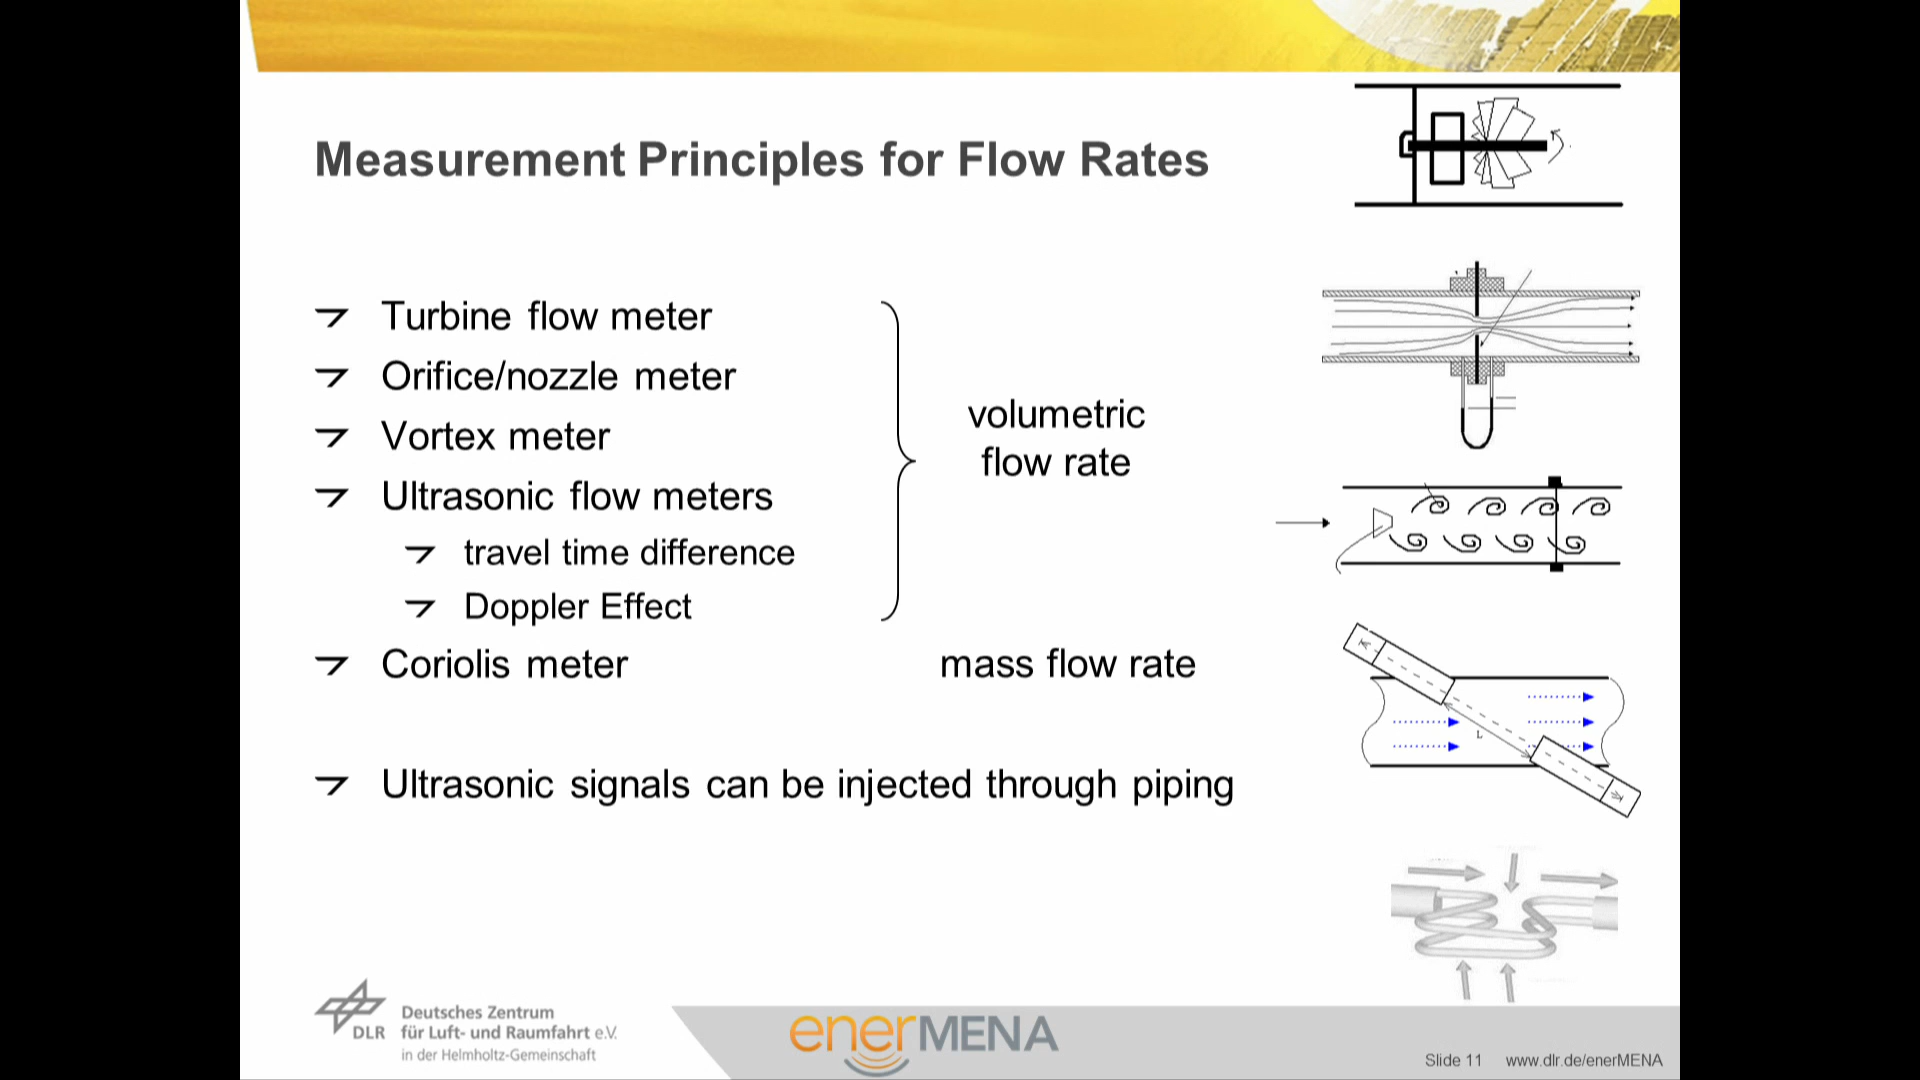 Measurement Principles for Flow Rates
Turbine flow meter
Orifice/nozzle meter
Vortex meter
Ultrasonic flow meters
travel time difference
Doppler Effect
volumetric
flow rate
Coriolis meter
mass flow rate
Ultrasonic signals can be injected through piping
L
DLR
Deutsches Zentrum
für Luft- und Raumfahrt e.V.
in der Helmholtz-Gemeinschaft
enerMENA
Slide 11 www.dlr.de/enerMENA